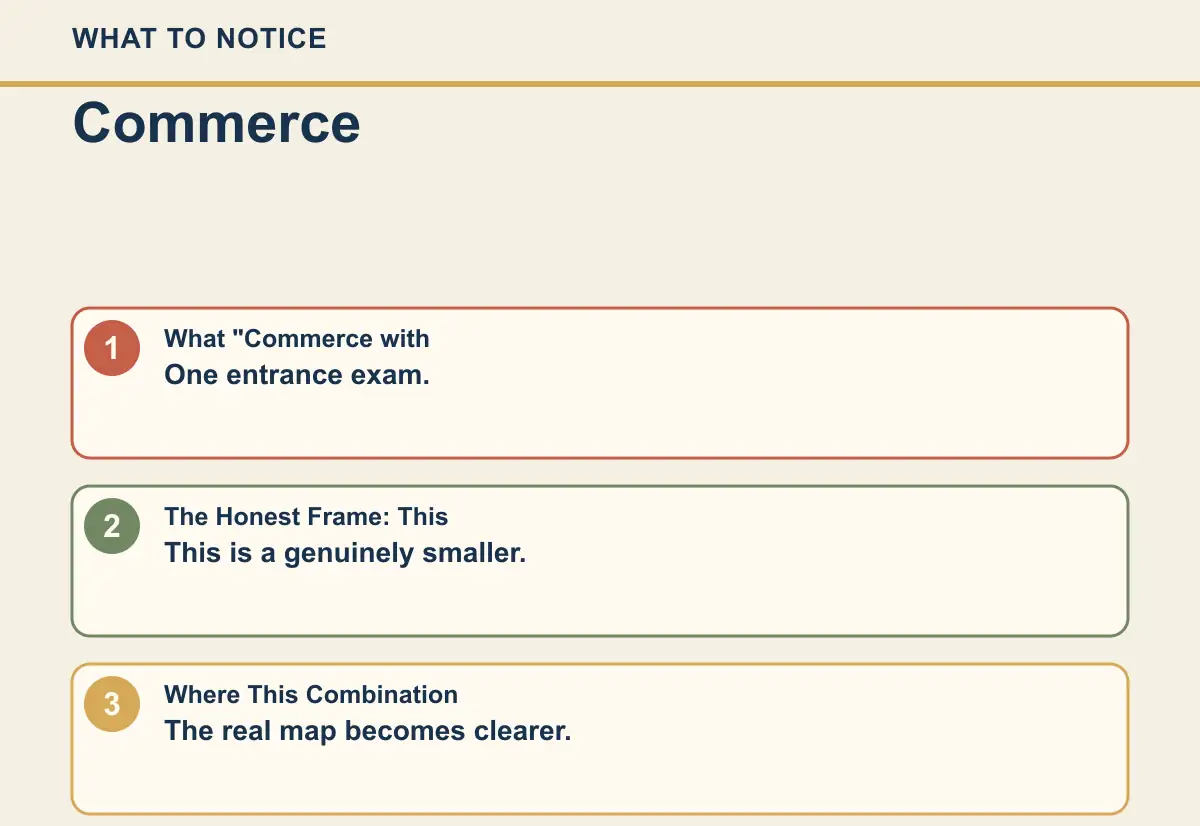 WHAT TO NOTICE
Commerce
1
What "Commerce with
One entrance exam.
2
The Honest Frame: This
This is a genuinely smaller.
3
Where This Combination
The real map becomes clearer.